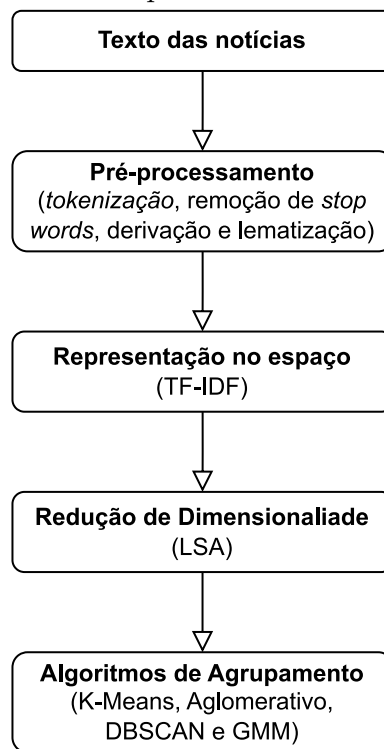 Texto das notícias
Pré-processamento
(tokenização, remoção de stop
words, derivação e lematização)
Representação no espaço
(TF-IDF)
Redução de Dimensionaliade
(LSA)
Algoritmos de Agrupamento
(K-Means, Aglomerativo,
DBSCAN e GMM)